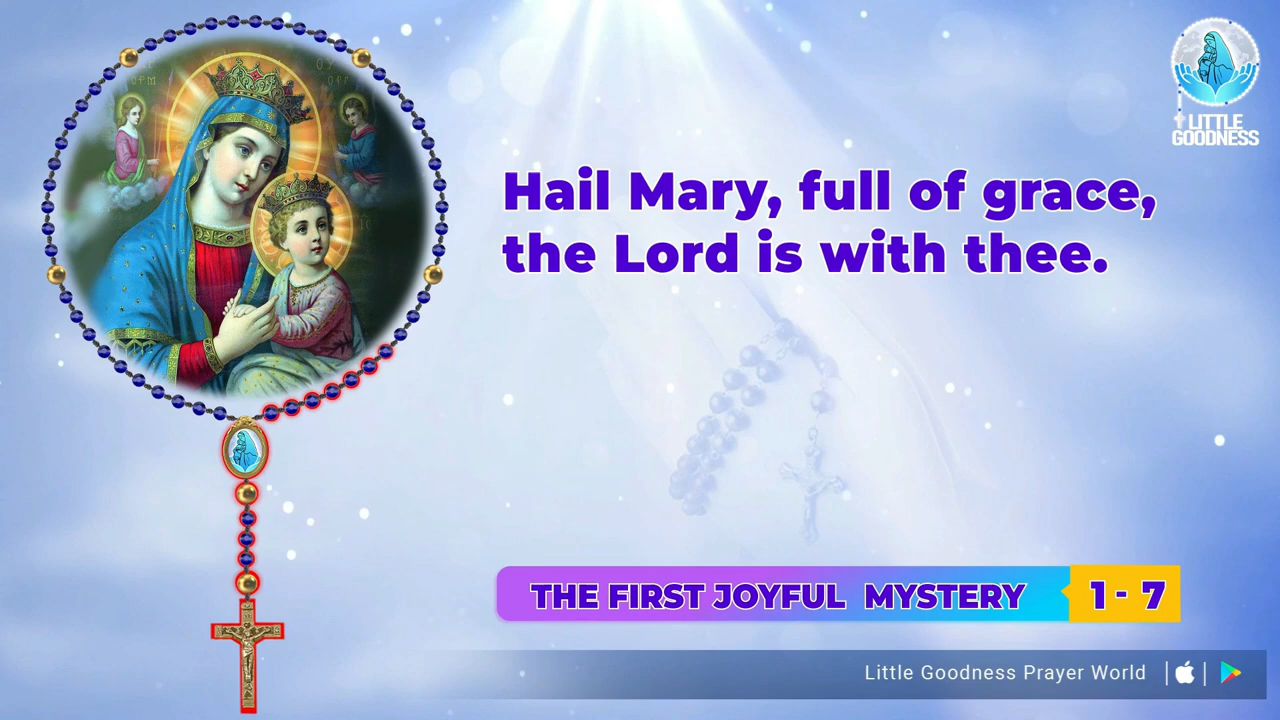 LITTLE
GOODNESS
Hail Mary, full of grace,
the Lord is with thee.
THE FIRST JOYFUL MYSTERY 1 - 7
Little Goodness Prayer World